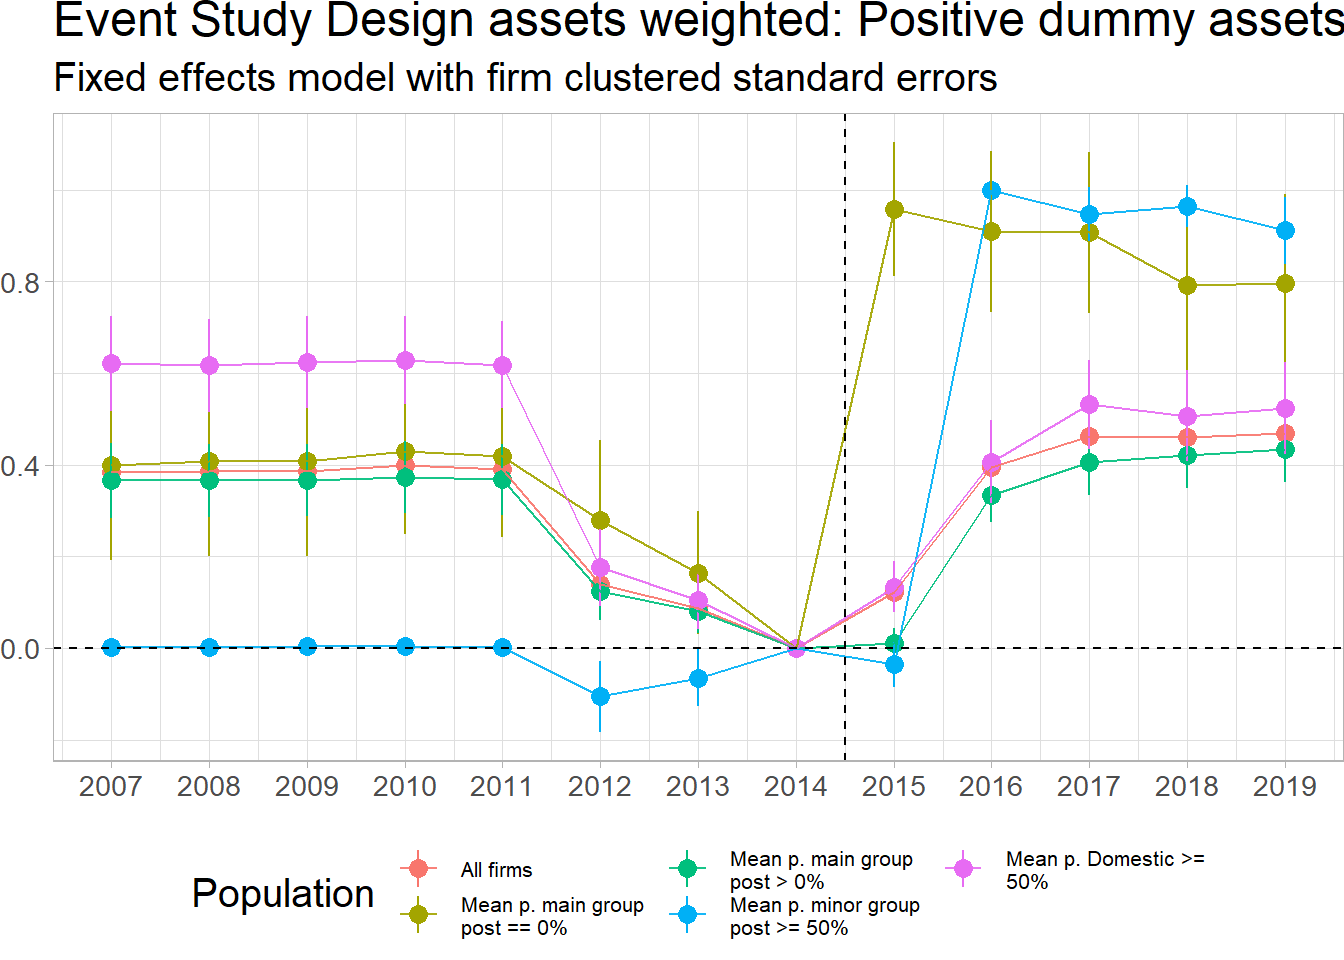 Event Study Design assets weighted: Positive dummy assets
Fixed effects model with firm clustered standard errors
0.8
0.4
0.0
2007 2008 2009 2010 2011 2012 2013 2014 2015 2016 2017 2018 2019
Population
All firms
Mean p. main group
post == 0%
Mean p. main group
post > 0%
Mean p. minor group
post >= 50%
Mean p. Domestic >=
50%